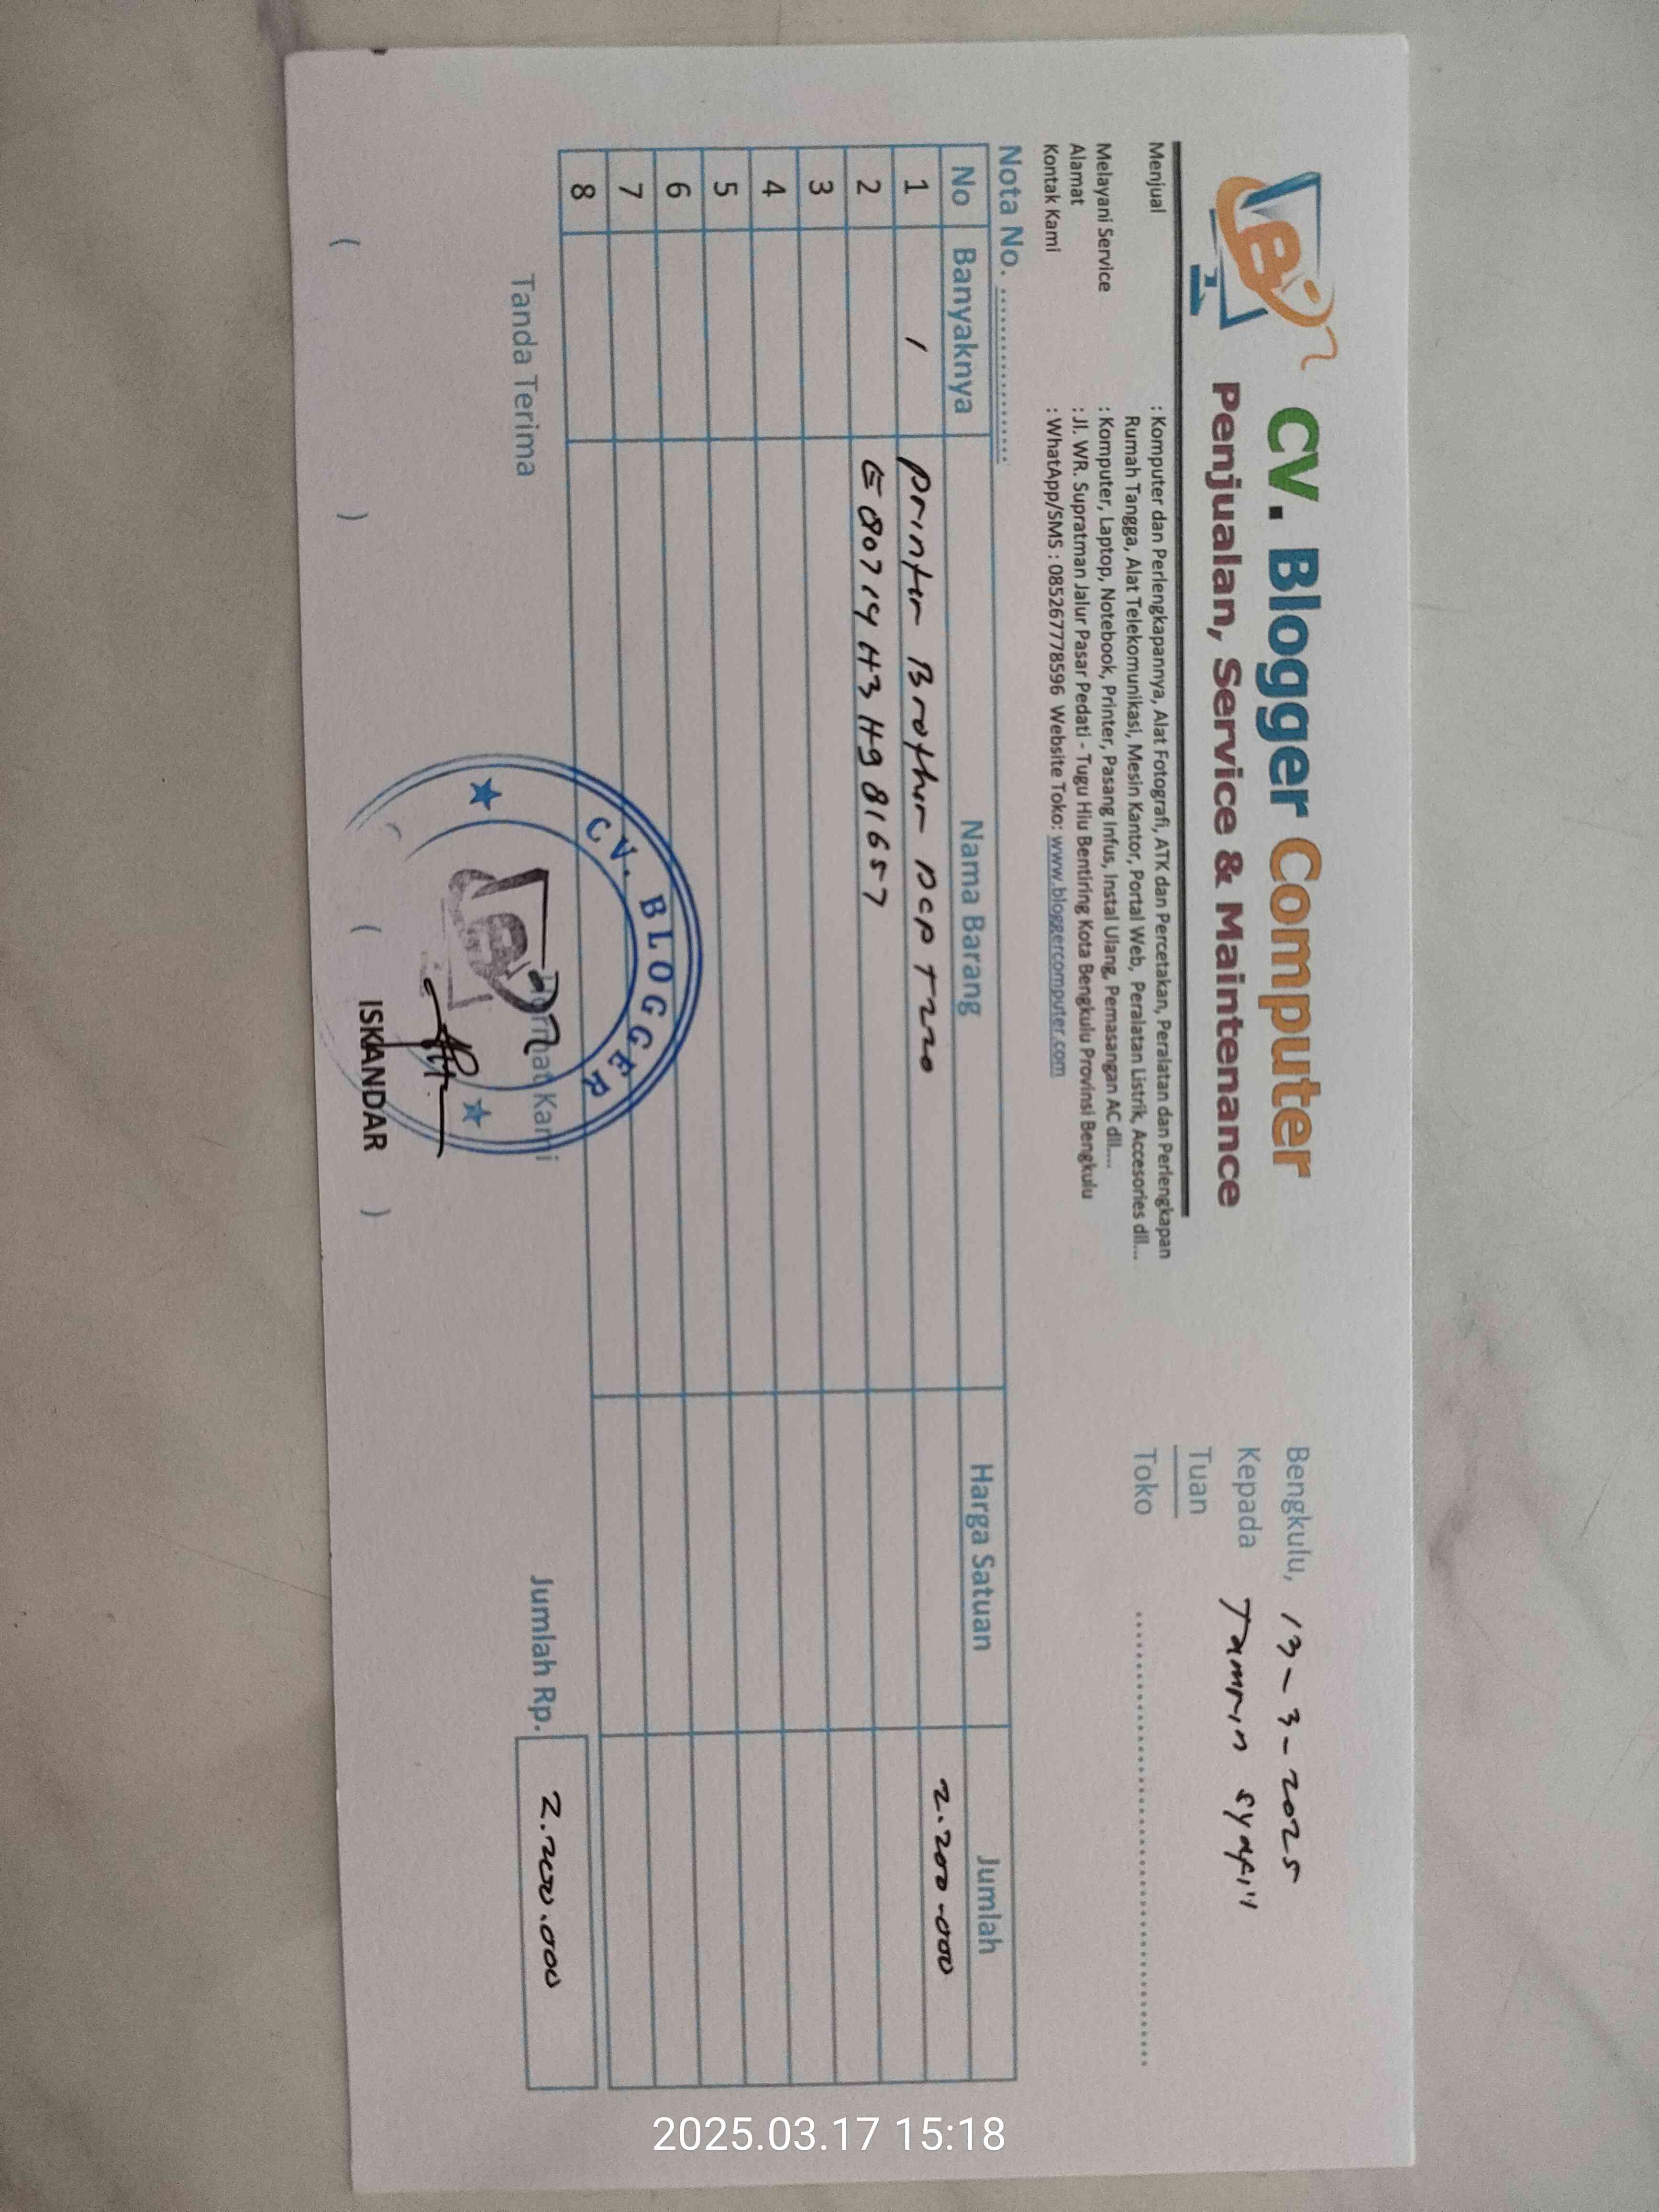 CV. Blogger Computer
Penjualan, Service & Maintenance
Menjual : Komputer dan Perlengkapannya, Alat Fotografi, ATK dan Percetakan, Peralatan dan Perlengkapan
Rumah Tangga, Alat Telekomunikasi, Mesin Kantor, Portal Web, Peralatan Listrik, Accesories dll....
Melayani Service : Komputer, Laptop, Notebook, Printer, Pasang Infus, Instal Ulang, Pemasangan AC dll....
Alamat : Jl. WR. Supratman Jalur Pasar Pedati - Tugu Hiu Bentiring Kota Bengkulu Provinsi Bengkulu
Kontak Kami : WhatApp/SMS : 085267778596 Website Toko: www.bloggercomputer.com
Bengkulu, 13-3-2025
Kepada Tamrin Syafi'i
Tuan
Toko ..........
Nota No. ..........
No Banyaknya Nama Barang Harga Satuan Jumlah
1 1 Printer Brother DCP T220 2.200.000
2 E80719H3H981657
3
4
5
6
7
8
Tanda Terima Hormat Kami Jumlah Rp. 2.200.000
CV. BLOGGER
( ) ( ISKANDAR )
2025.03.17 15:18